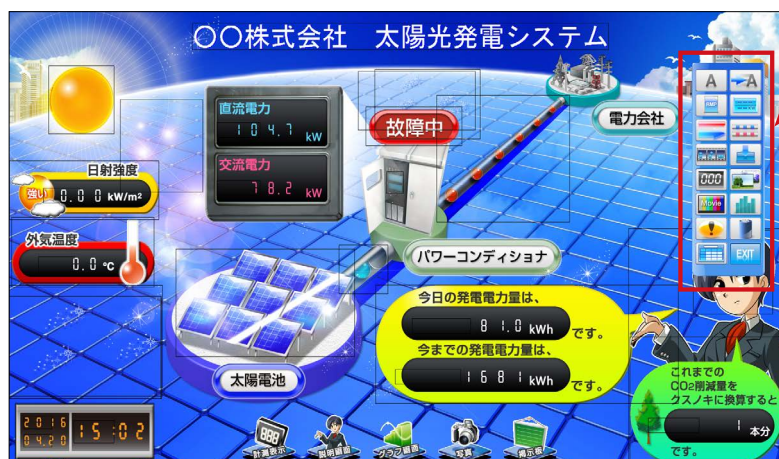 〇〇株式会社 太陽光発電システム
直流電力
104.7 kW
交流電力
78.2 kW
故障中
電力会社
A
A
BMP
000
Movie
!
EXIT
日射強度
強い 0.00 kW/m²
外気温度
0.0 ℃
パワーコンディショナ
太陽電池
今日の発電電力量は、
81.0 kWh
です。
今までの発電電力量は、
1681 kWh
です。
これまでの
CO2削減量を
クスノキに換算すると
1 本分
です。
2016
04.20
15:02
888
計測表示
説明画面
グラフ画面
写真
掲示板